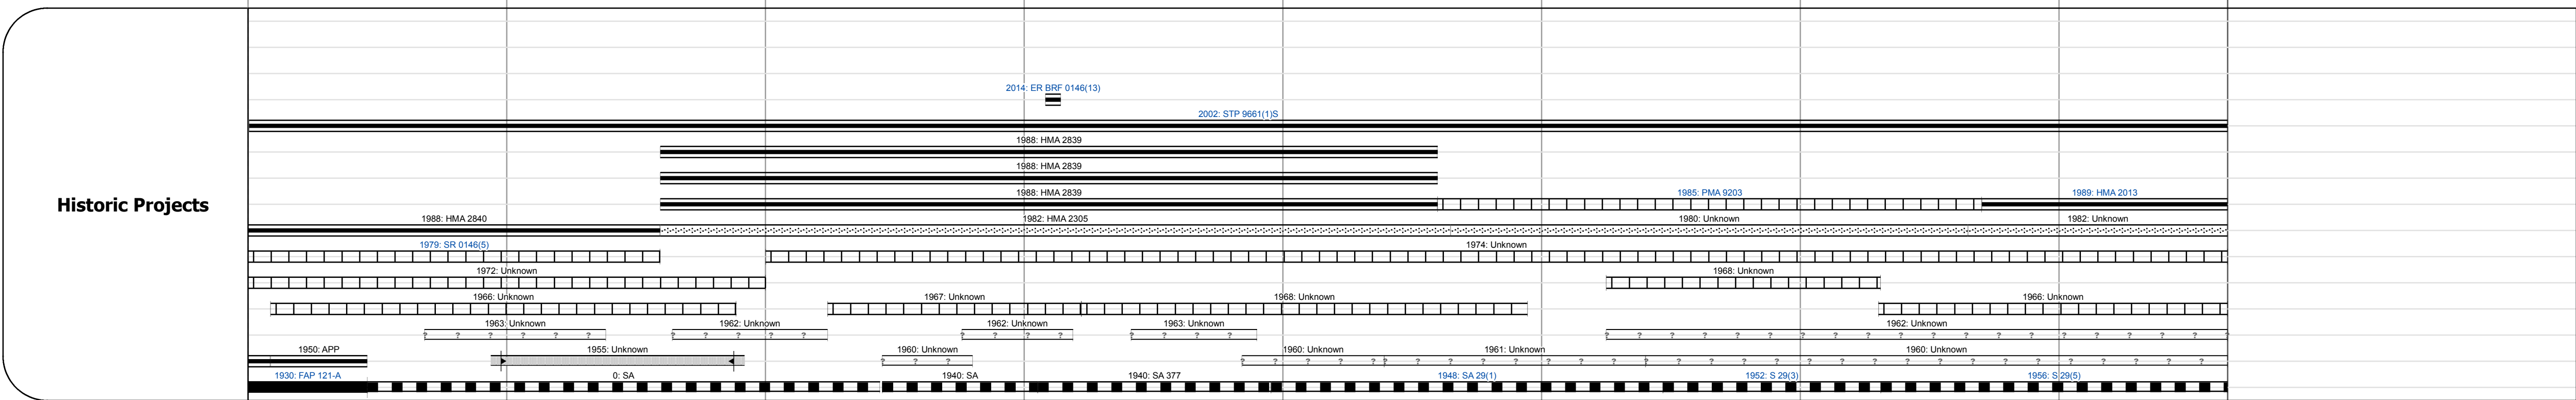 2014: ER BRF 0146(13)
2002: STP 9661(1)S
1988: HMA 2839
1988: HMA 2839
Historic Projects
1988: HMA 2839 1985: PMA 9203 1989: HMA 2013
1988: HMA 2840 1982: HMA 2305 1980: Unknown 1982: Unknown
1979: SR 0146(5) 1974: Unknown
1972: Unknown 1968: Unknown
1966: Unknown 1967: Unknown 1968: Unknown 1966: Unknown
1963: Unknown 1962: Unknown 1962: Unknown 1963: Unknown 1962: Unknown
1950: APP 1955: Unknown 1960: Unknown 1960: Unknown 1961: Unknown 1960: Unknown
1930: FAP 121-A 0: SA 1940: SA 1940: SA 377 1948: SA 29(1) 1952: S 29(3) 1956: S 29(5)